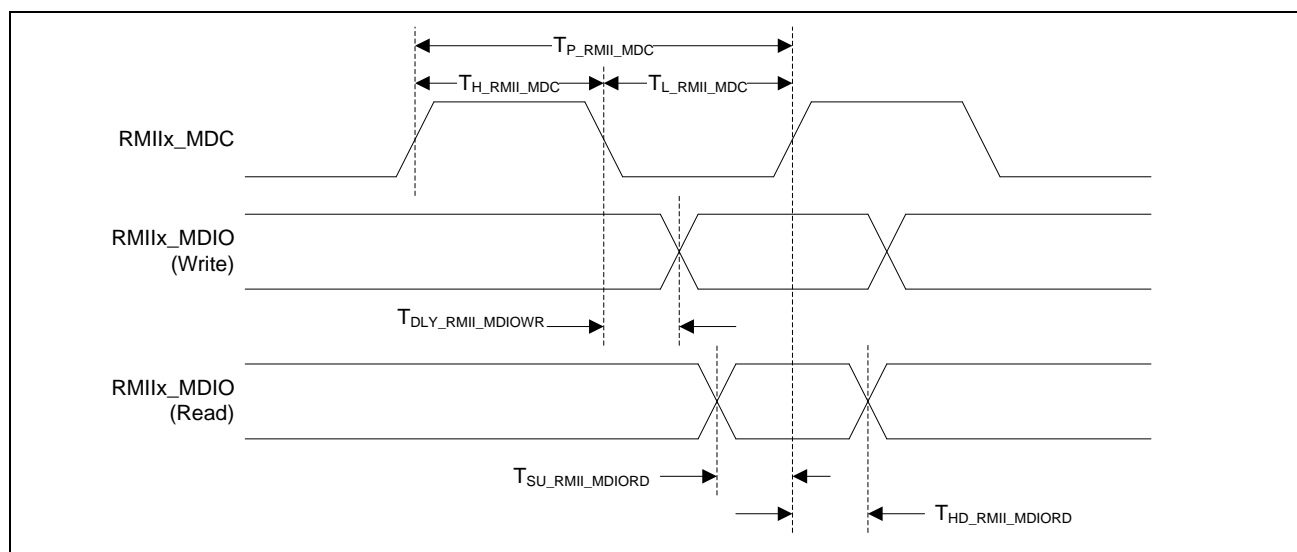 T_P_RMII_MDC
T_H_RMII_MDC T_L_RMII_MDC
RMIIx_MDC
RMIIx_MDIO
(Write)
T_DLY_RMII_MDIOWR
RMIIx_MDIO
(Read)
T_SU_RMII_MDIORD
T_HD_RMII_MDIORD